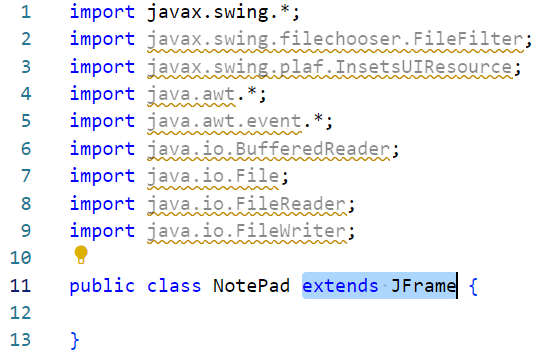 1 import javax.swing.*;
2 import javax.swing.filechooser.FileFilter;
3 import javax.swing.plaf.InsetsUIResource;
4 import java.awt.*;
5 import java.awt.event.*;
6 import java.io.BufferedReader;
7 import java.io.File;
8 import java.io.FileReader;
9 import java.io.FileWriter;
10
11 public class NotePad extends JFrame {
12
13 }